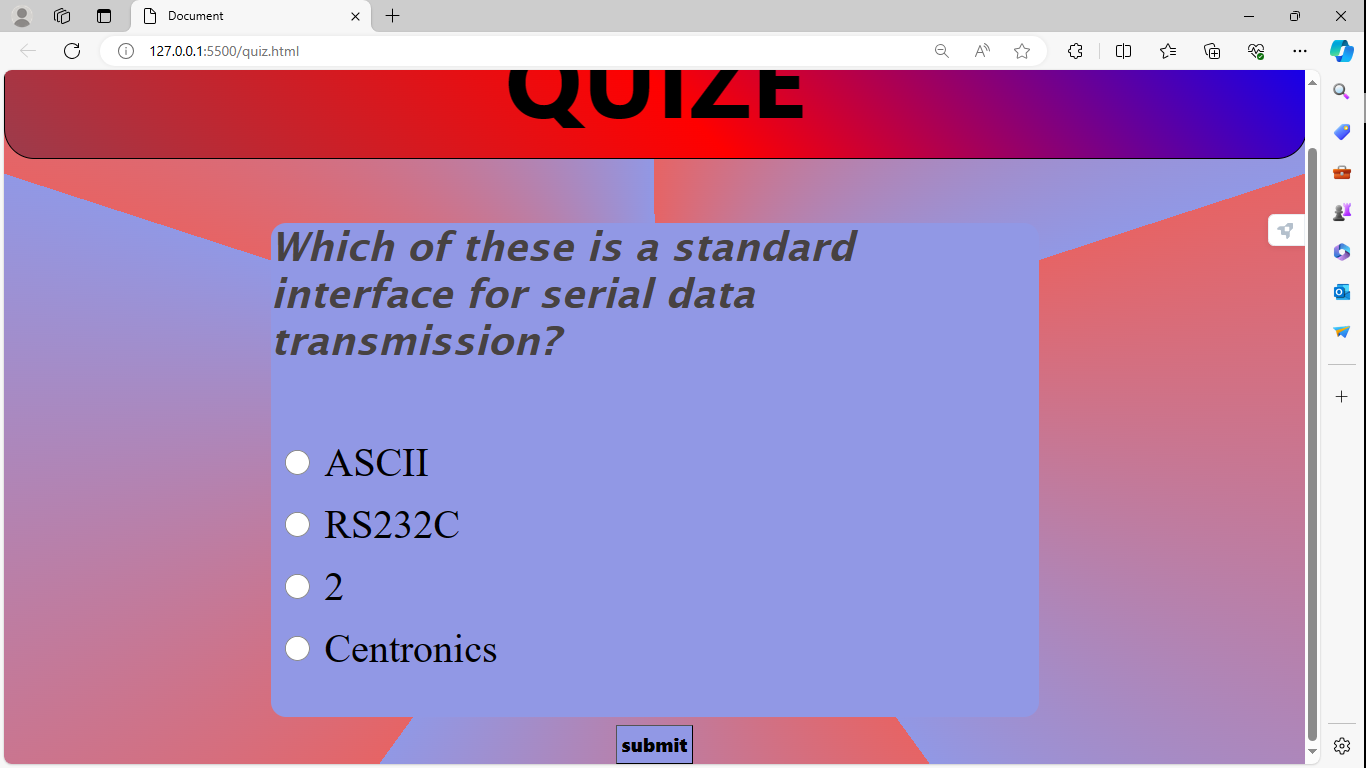 Document
127.0.0.1:5500/quiz.html
QUIZE
Which of these is a standard
interface for serial data
transmission?
ASCII
RS232C
2
Centronics
submit